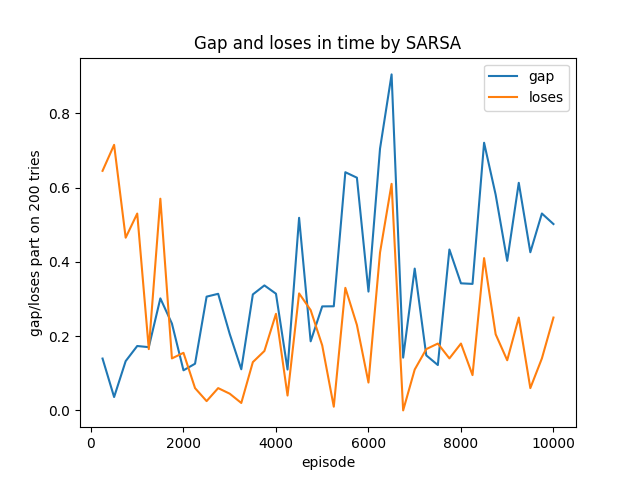 Gap and loses in time by SARSA
gap
loses
gap/loses part on 200 tries
0.8
0.6
0.4
0.2
0.0
0
2000
4000
6000
8000
10000
episode